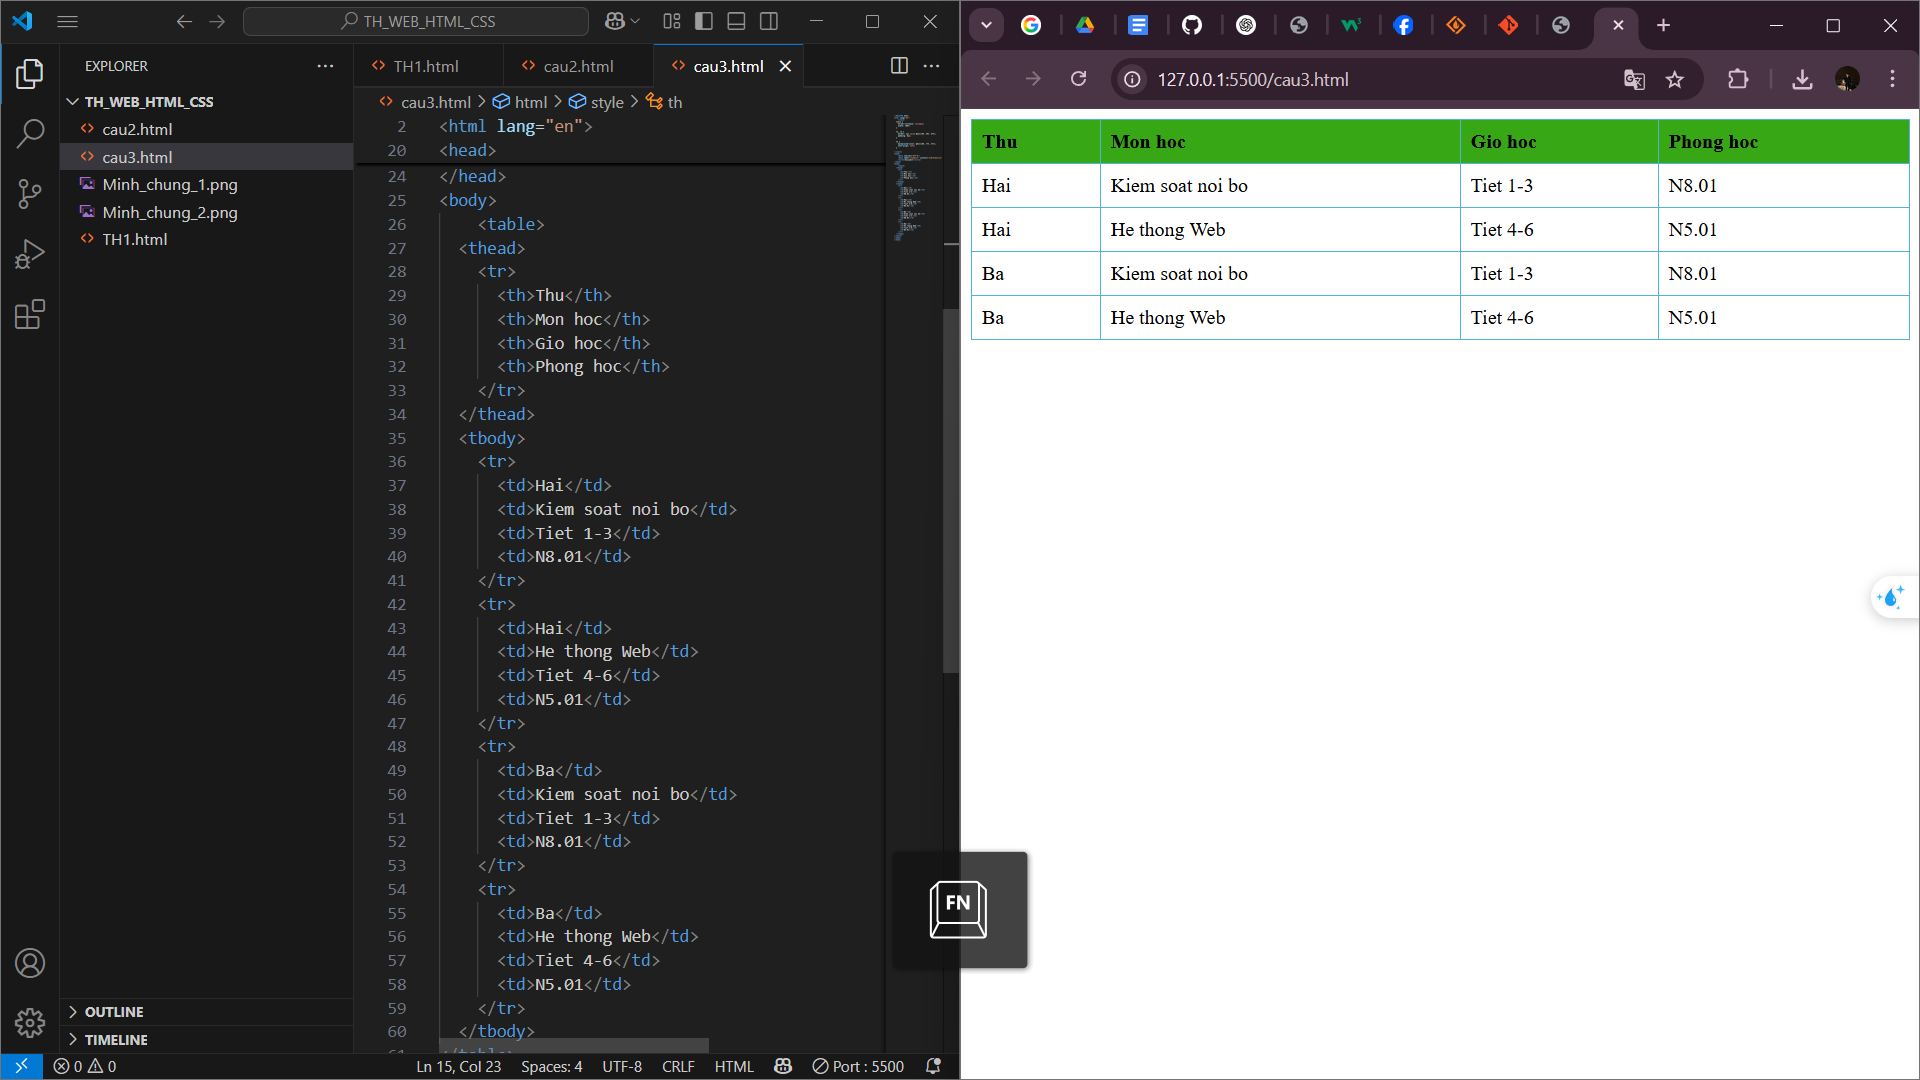 TH_WEB_HTML_CSS
EXPLORER
TH_WEB_HTML_CSS
cau2.html
cau3.html
Minh_chung_1.png
Minh_chung_2.png
TH1.html
OUTLINE
TIMELINE
TH1.html
cau2.html
cau3.html
cau3.html > html > style > th
2 <html lang="en">
20 <head>
24 </head>
25 <body>
26 <table>
27 <thead>
28 <tr>
29 <th>Thu</th>
30 <th>Mon hoc</th>
31 <th>Gio hoc</th>
32 <th>Phong hoc</th>
33 </tr>
34 </thead>
35 <tbody>
36 <tr>
37 <td>Hai</td>
38 <td>Kiem soat noi bo</td>
39 <td>Tiet 1-3</td>
40 <td>N8.01</td>
41 </tr>
42 <tr>
43 <td>Hai</td>
44 <td>He thong Web</td>
45 <td>Tiet 4-6</td>
46 <td>N5.01</td>
47 </tr>
48 <tr>
49 <td>Ba</td>
50 <td>Kiem soat noi bo</td>
51 <td>Tiet 1-3</td>
52 <td>N8.01</td>
53 </tr>
54 <tr>
55 <td>Ba</td>
56 <td>He thong Web</td>
57 <td>Tiet 4-6</td>
58 <td>N5.01</td>
59 </tr>
60 </tbody>
0 0
Ln 15, Col 23
Spaces: 4
UTF-8
CRLF
HTML
Port : 5500
FN
127.0.0.1:5500/cau3.html
Thu Mon hoc Gio hoc Phong hoc
Hai Kiem soat noi bo Tiet 1-3 N8.01
Hai He thong Web Tiet 4-6 N5.01
Ba Kiem soat noi bo Tiet 1-3 N8.01
Ba He thong Web Tiet 4-6 N5.01